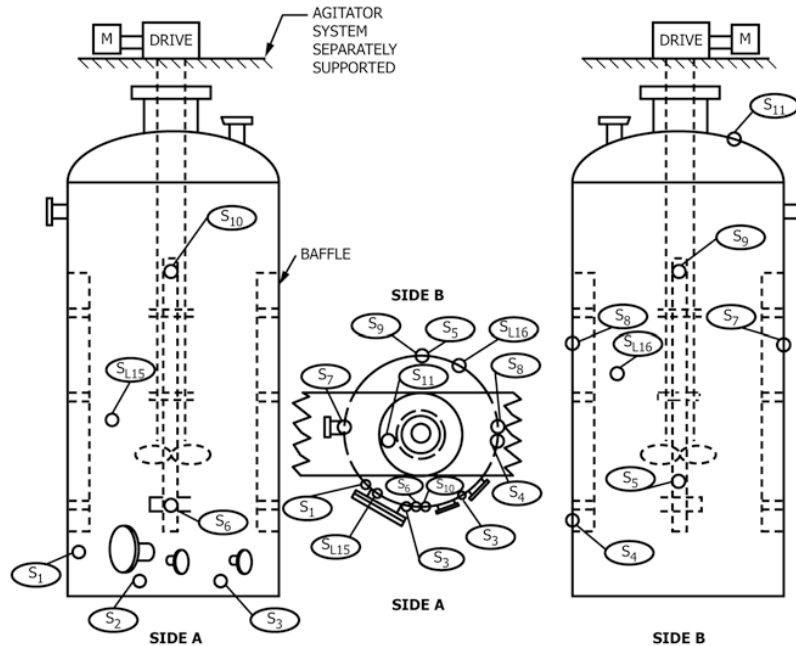 AGITATOR
SYSTEM
SEPARATELY
SUPPORTED
M
DRIVE
DRIVE
M
S11
S10
BAFFLE
S9
SIDE B
S9
S5
SL16
S8
S7
SL16
S7
S11
S8
SL15
S6
S10
S4
S5
S1
S6
SL15
S3
S3
S4
S1
S2
S3
SIDE A
SIDE A
SIDE B